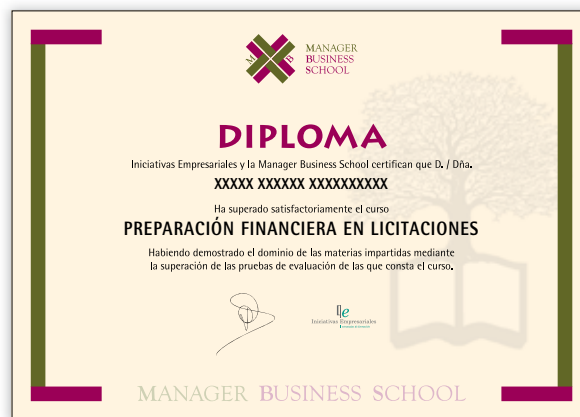 M B
MANAGER
BUSINESS
SCHOOL
DIPLOMA
Iniciativas Empresariales y la Manager Business School certifican que D. / Dña.
XXXXX XXXXXX XXXXXXXXXX
Ha superado satisfactoriamente el curso
PREPARACIÓN FINANCIERA EN LICITACIONES
Habiendo demostrado el dominio de las materias impartidas mediante
la superación de las pruebas de evaluación de las que consta el curso.
Ie
Iniciativas Empresariales
MANAGER BUSINESS SCHOOL